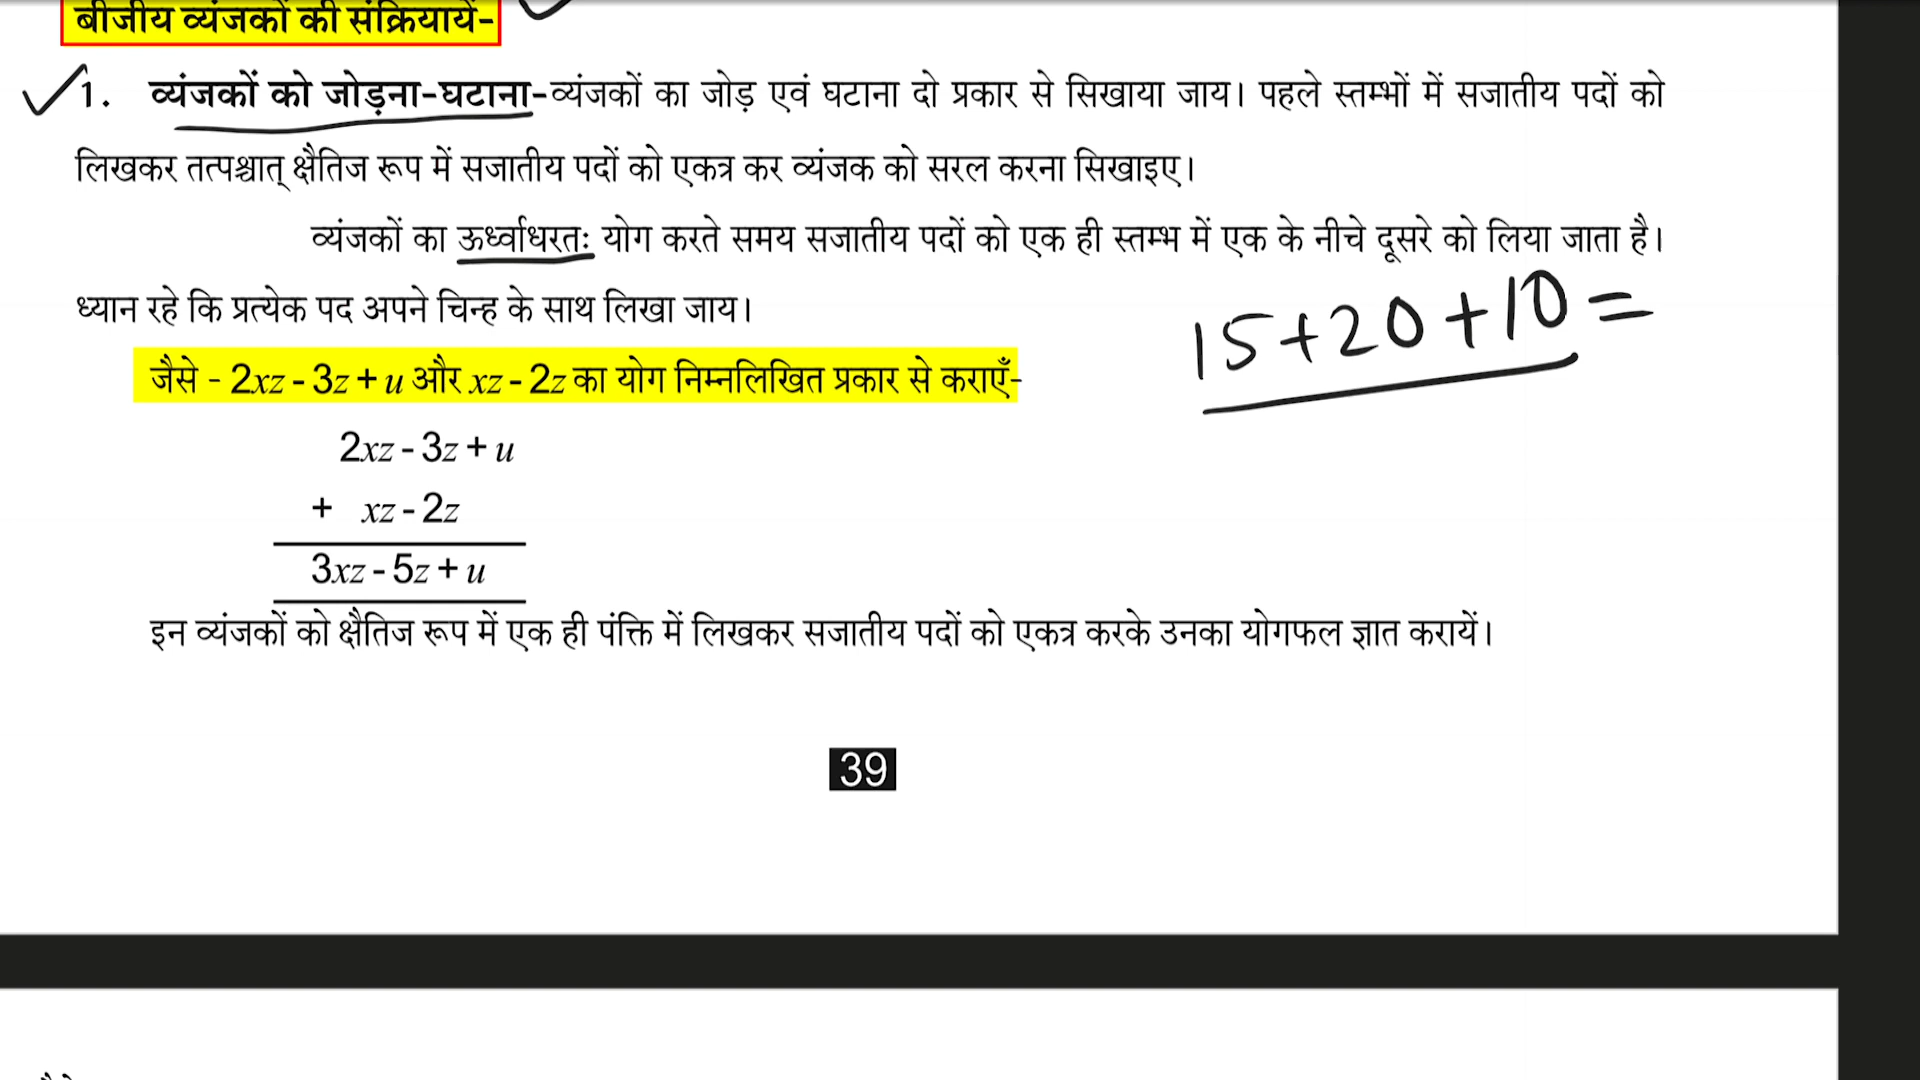 बीजीय व्यंजकों की संक्रियायें-
1. व्यंजकों को जोड़ना-घटाना-व्यंजकों का जोड़ एवं घटाना दो प्रकार से सिखाया जाय। पहले स्तम्भों में सजातीय पदों को
लिखकर तत्पश्चात् क्षैतिज रूप में सजातीय पदों को एकत्र कर व्यंजक को सरल करना सिखाइए।
व्यंजकों का ऊर्ध्वाधरतः योग करते समय सजातीय पदों को एक ही स्तम्भ में एक के नीचे दूसरे को लिया जाता है।
ध्यान रहे कि प्रत्येक पद अपने चिन्ह के साथ लिखा जाय।
15+20+10=
जैसे - 2xz - 3z + u और xz - 2z का योग निम्नलिखित प्रकार से कराएँ-
2xz - 3z + u
+ xz - 2z
3xz - 5z + u
इन व्यंजकों को क्षैतिज रूप में एक ही पंक्ति में लिखकर सजातीय पदों को एकत्र करके उनका योगफल ज्ञात करायें।
39